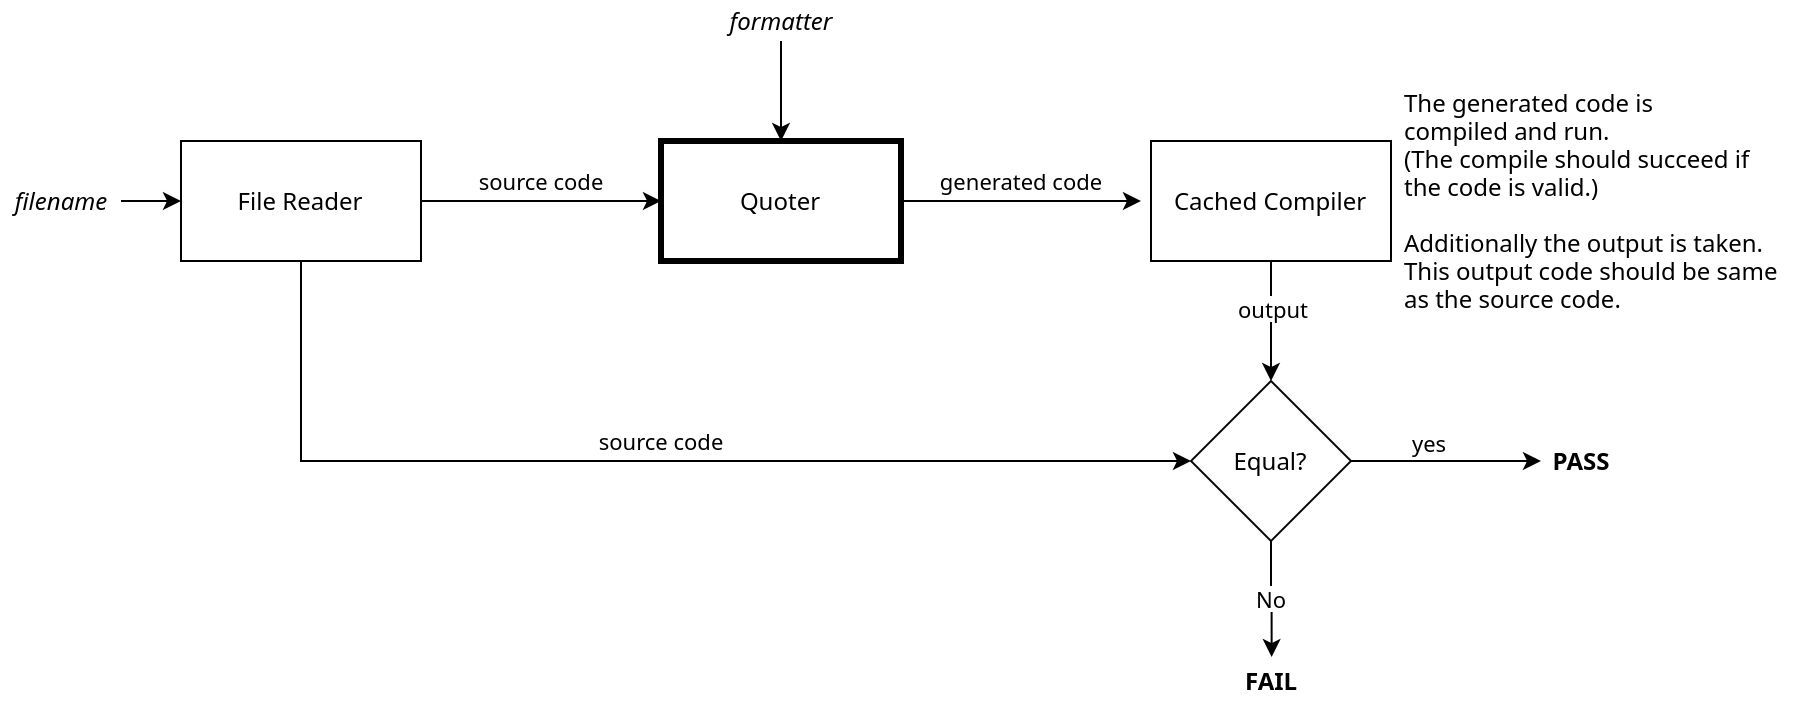 formatter
The generated code is
compiled and run.
(The compile should succeed if
the code is valid.)
Additionally the output is taken.
This output code should be same
as the source code.
filename
File Reader
source code
Quoter
generated code
Cached Compiler
output
source code
Equal?
yes
PASS
No
FAIL